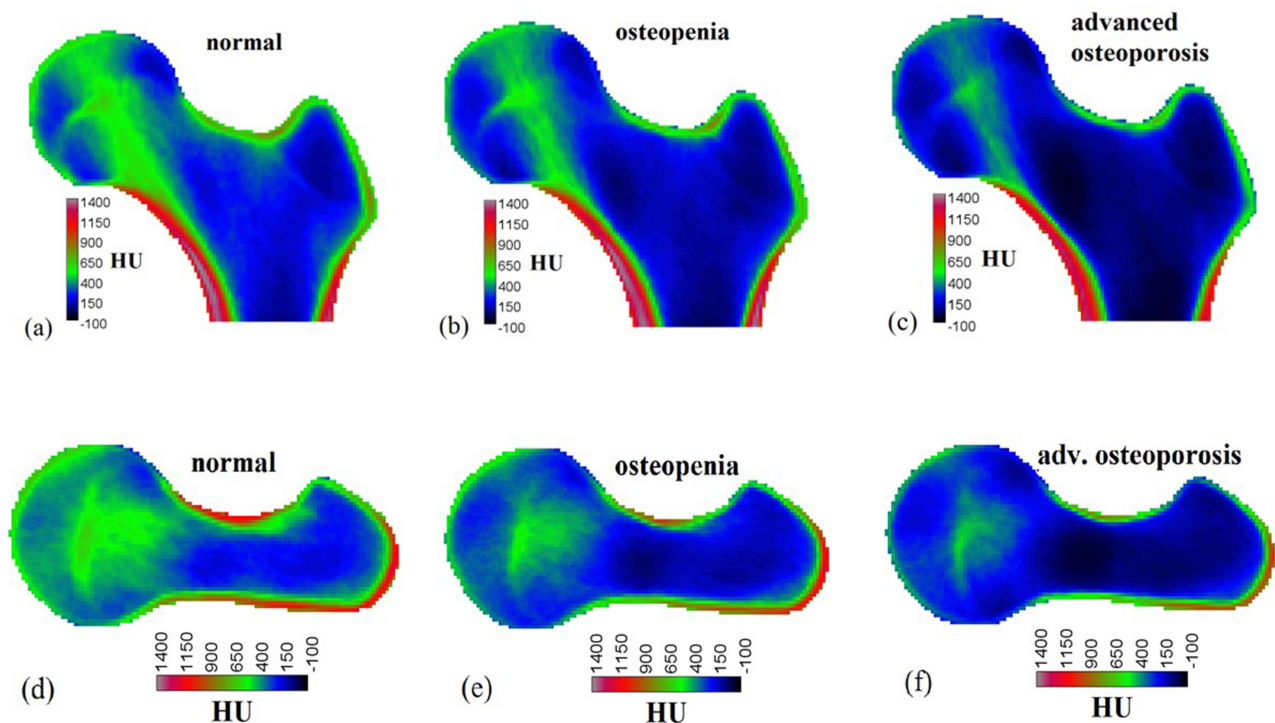 normal
osteopenia
advanced
osteoporosis
1400
1150
900
650
400
150
-100
HU
(a)
1400
1150
900
650
400
150
-100
HU
(b)
1400
1150
900
650
400
150
-100
HU
(c)
normal
osteopenia
adv. osteoporosis
1400
1150
900
650
400
150
-100
HU
(d)
1400
1150
900
650
400
150
-100
HU
(e)
1400
1150
900
650
400
150
-100
HU
(f)